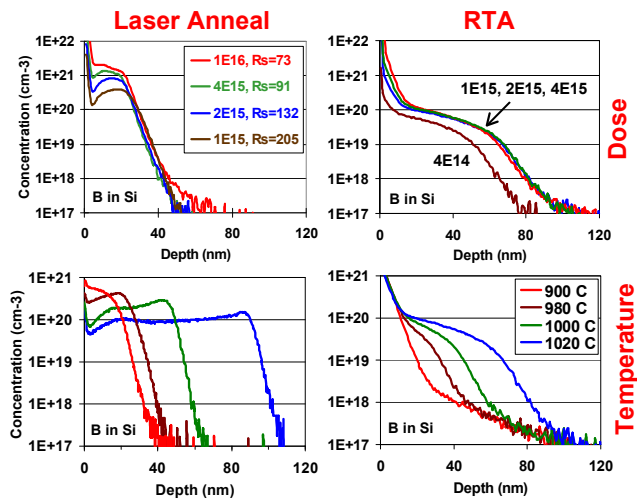 Laser Anneal
RTA
Concentration (cm-3)
1E+22
1E+21
1E+20
1E+19
1E+18
1E+17
1E16, Rs=73
4E15, Rs=91
2E15, Rs=132
1E15, Rs=205
B in Si
0 40 80 120
Depth (nm)
1E+22
1E+21
1E+20
1E+19
1E+18
1E+17
1E15, 2E15, 4E15
4E14
B in Si
0 40 80 120
Depth (nm)
Dose
Concentration (cm-3)
1E+21
1E+20
1E+19
1E+18
1E+17
B in Si
0 40 80 120
Depth (nm)
1E+21
1E+20
1E+19
1E+18
1E+17
900 C
980 C
1000 C
1020 C
B in Si
0 40 80 120
Depth (nm)
Temperature